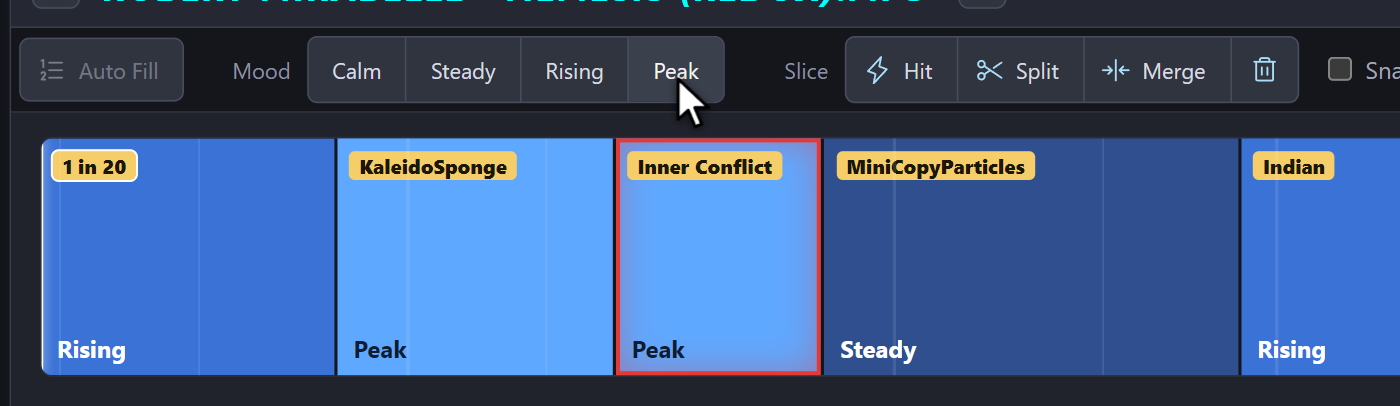 Auto Fill Mood Calm Steady Rising Peak Slice Hit Split Merge
1 in 20 KaleidoSponge Inner Conflict MiniCopyParticles Indian
Rising Peak Peak Steady Rising